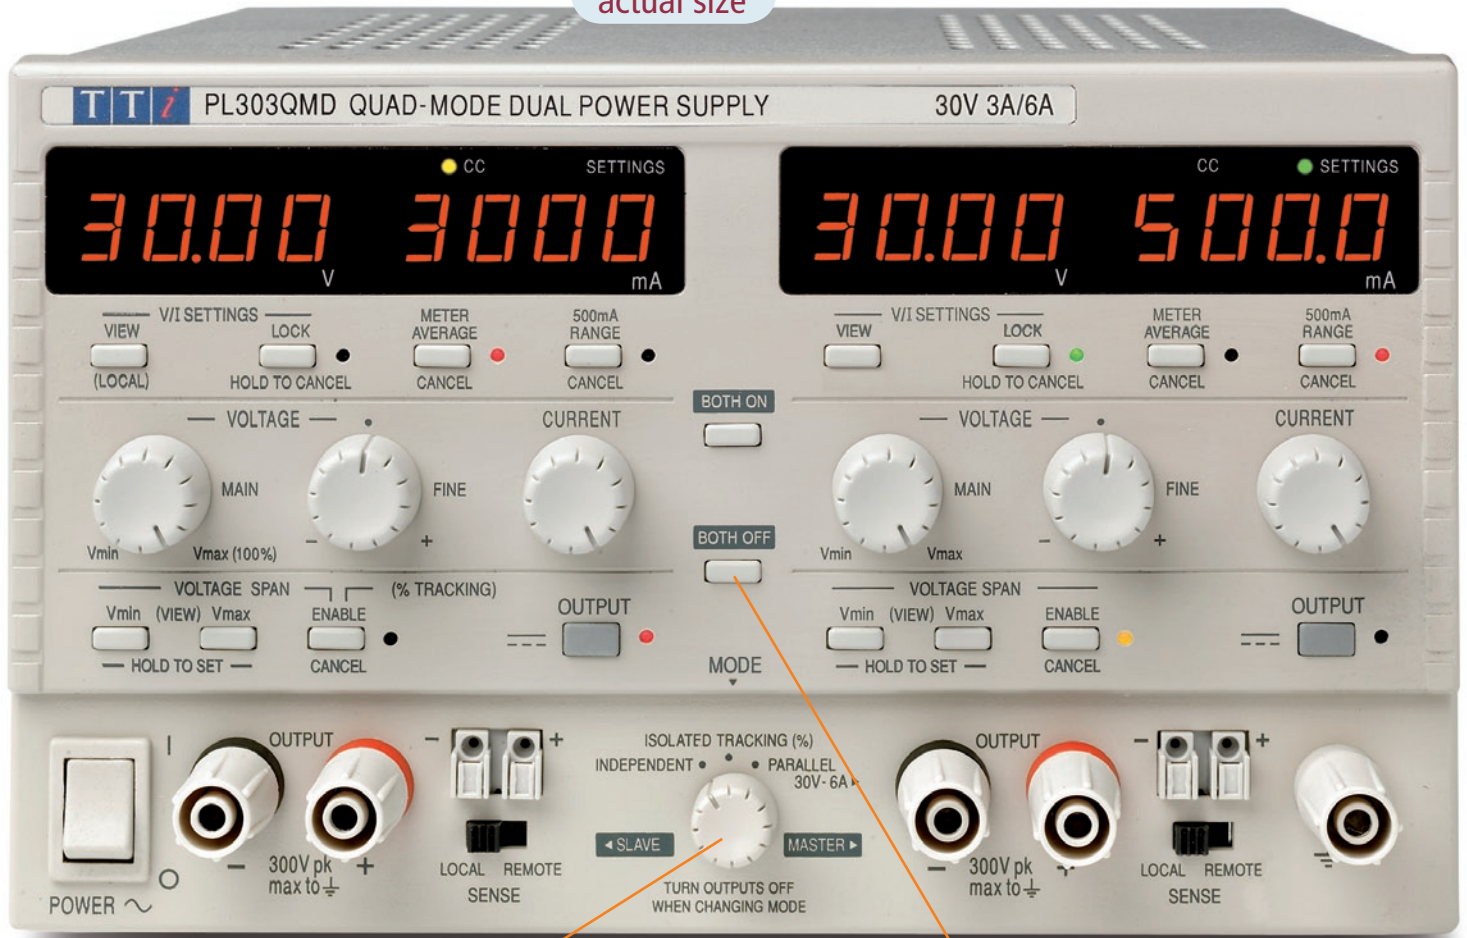 actual size
TTi PL303QMD QUAD-MODE DUAL POWER SUPPLY 30V 3A/6A
CC SETTINGS
30.00 V 3000 mA
V/I SETTINGS
VIEW
(LOCAL)
LOCK
HOLD TO CANCEL
METER
AVERAGE
CANCEL
500mA
RANGE
CANCEL
VOLTAGE
CURRENT
MAIN
FINE
Vmin
Vmax (100%)
- +
VOLTAGE SPAN
(% TRACKING)
Vmin (VIEW) Vmax
HOLD TO SET
ENABLE
CANCEL
OUTPUT
BOTH ON
BOTH OFF
MODE
CC SETTINGS
30.00 V 500.0 mA
V/I SETTINGS
VIEW
LOCK
HOLD TO CANCEL
METER
AVERAGE
CANCEL
500mA
RANGE
CANCEL
VOLTAGE
CURRENT
MAIN
FINE
Vmin
Vmax
- +
VOLTAGE SPAN
Vmin (VIEW) Vmax
HOLD TO SET
ENABLE
CANCEL
OUTPUT
I
O
POWER
OUTPUT
- +
300V pk
max to
- +
LOCAL REMOTE
SENSE
ISOLATED TRACKING (%)
INDEPENDENT
PARALLEL
30V-6A
SLAVE
MASTER
TURN OUTPUTS OFF
WHEN CHANGING MODE
OUTPUT
- +
300V pk
max to
- +
LOCAL REMOTE
SENSE